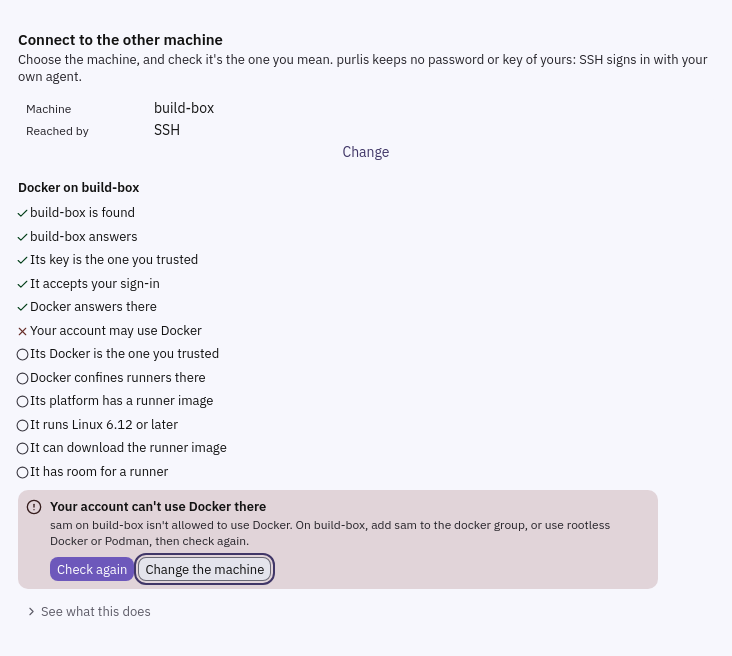 Connect to the other machine
Choose the machine, and check it's the one you mean. purlis keeps no password or key of yours: SSH signs in with your
own agent.
Machine build-box
Reached by SSH
Change
Docker on build-box
build-box is found
build-box answers
Its key is the one you trusted
It accepts your sign-in
Docker answers there
Your account may use Docker
Its Docker is the one you trusted
Docker confines runners there
Its platform has a runner image
It runs Linux 6.12 or later
It can download the runner image
It has room for a runner
Your account can't use Docker there
sam on build-box isn't allowed to use Docker. On build-box, add sam to the docker group, or use rootless
Docker or Podman, then check again.
Check again Change the machine
See what this does